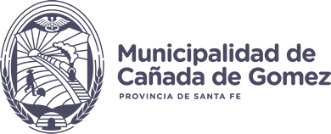 Municipalidad de
Cañada de Gomez
PROVINCIA DE SANTA FE